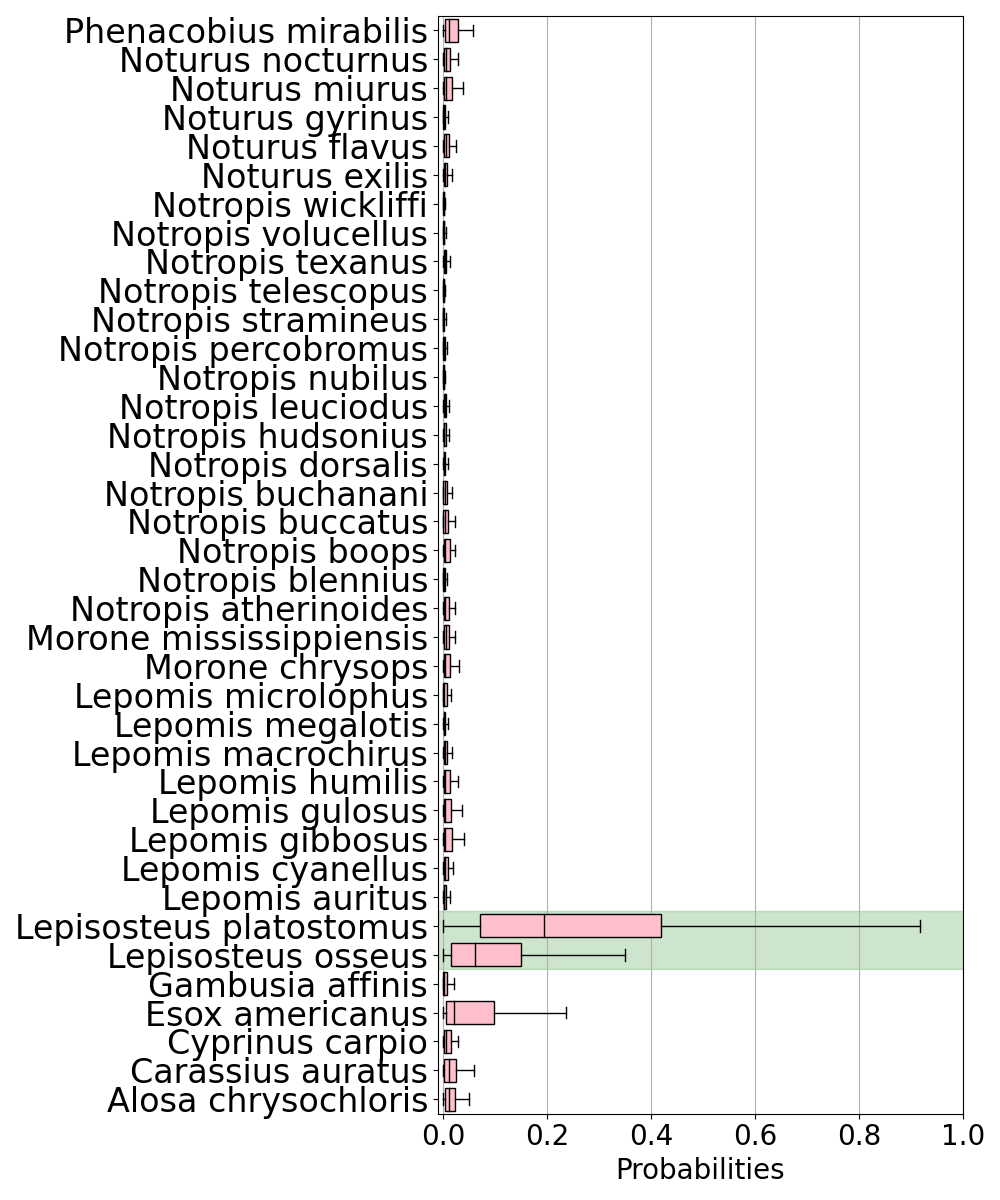 Phenacobius mirabilis
Noturus nocturnus
Noturus miurus
Noturus gyrinus
Noturus flavus
Noturus exilis
Notropis wickliffi
Notropis volucellus
Notropis texanus
Notropis telescopus
Notropis stramineus
Notropis percobromus
Notropis nubilus
Notropis leuciodus
Notropis hudsonius
Notropis dorsalis
Notropis buchanani
Notropis buccatus
Notropis boops
Notropis blennius
Notropis atherinoides
Morone mississippiensis
Morone chrysops
Lepomis microlophus
Lepomis megalotis
Lepomis macrochirus
Lepomis humilis
Lepomis gulosus
Lepomis gibbosus
Lepomis cyanellus
Lepomis auritus
Lepisosteus platostomus
Lepisosteus osseus
Gambusia affinis
Esox americanus
Cyprinus carpio
Carassius auratus
Alosa chrysochloris
0.0 0.2 0.4 0.6 0.8 1.0
Probabilities